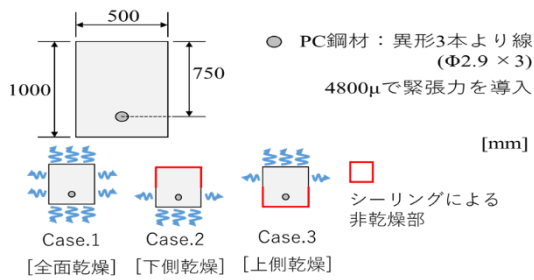 500
1000
750
PC鋼材：異形3本より線
(Φ2.9 × 3)
4800μで緊張力を導入
[mm]
Case.1
[全面乾燥]
Case.2
[下側乾燥]
Case.3
[上側乾燥]
シーリングによる
非乾燥部